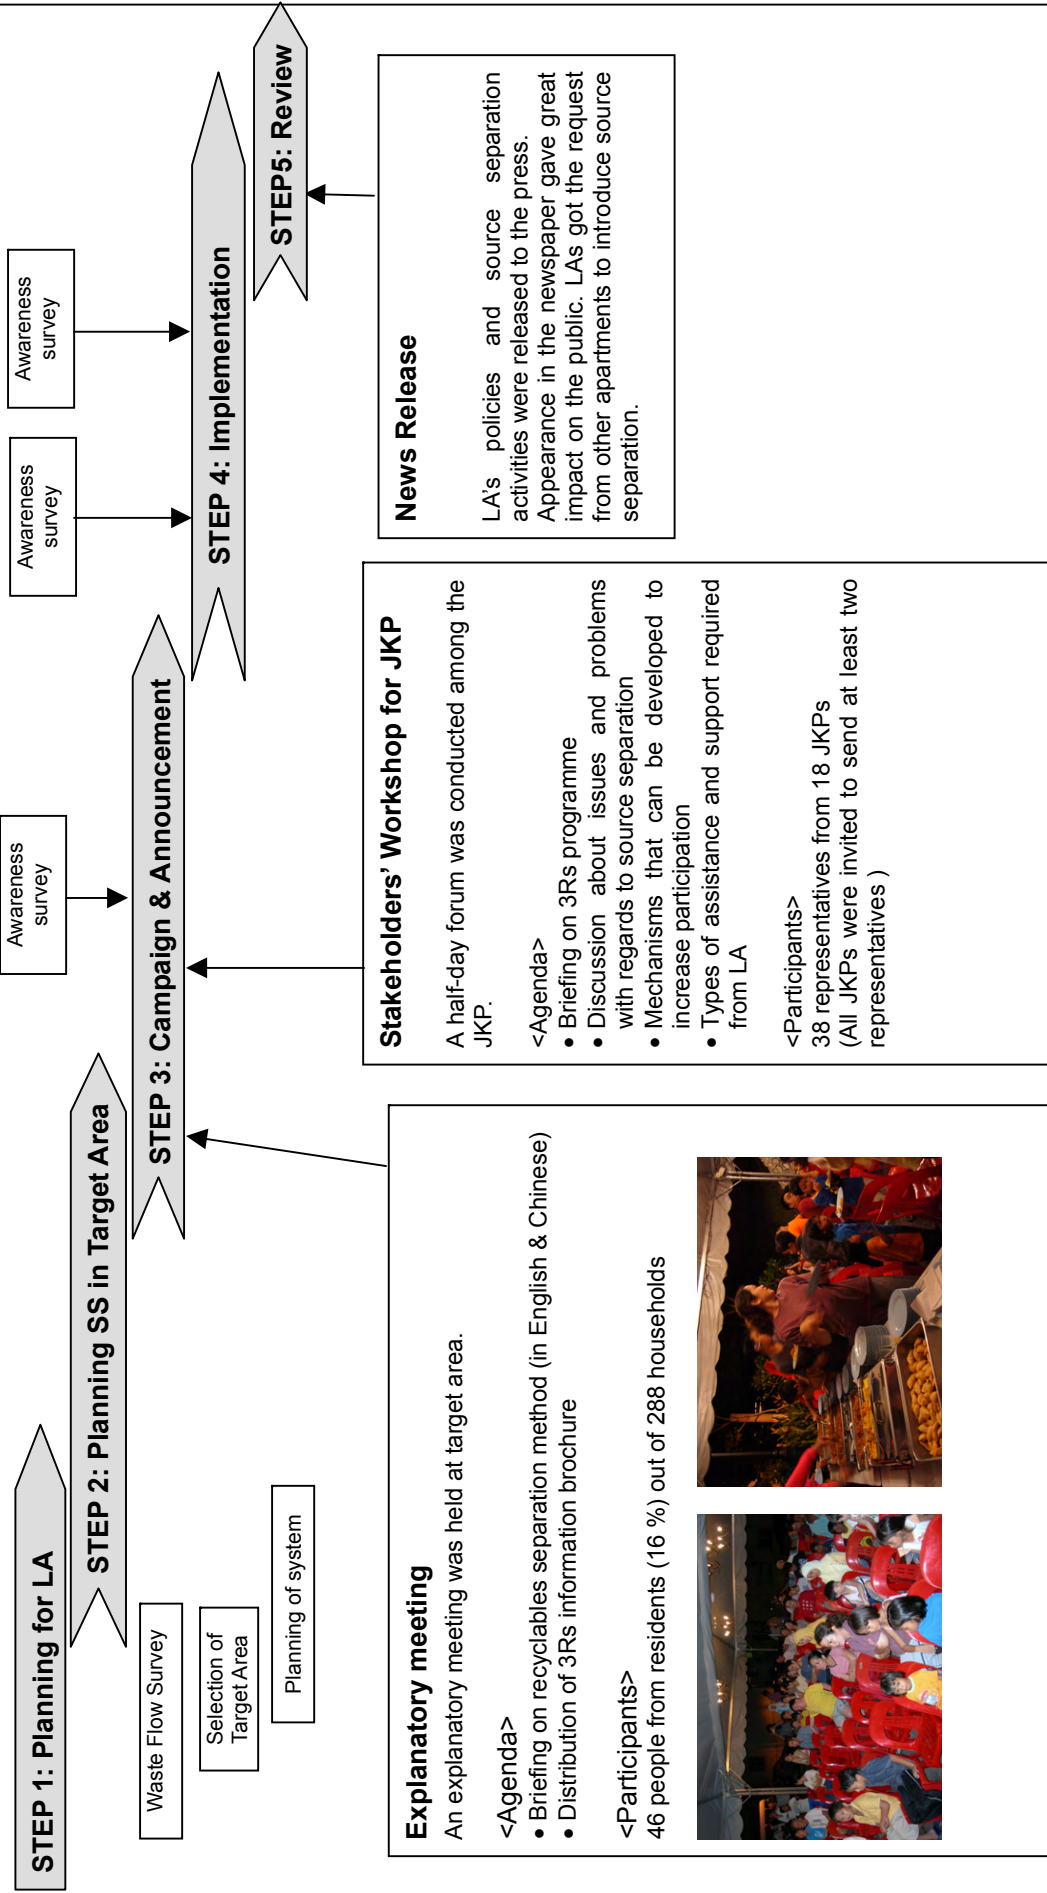 STEP 1: Planning for LA
STEP 2: Planning SS in Target Area
STEP 3: Campaign & Announcement
STEP 4: Implementation
STEP5: Review
Awareness
survey
Awareness
survey
Awareness
survey
Waste Flow Survey
Selection of
Target Area
Planning of system
Explanatory meeting
An explanatory meeting was held at target area.
<Agenda>
• Briefing on recyclables separation method (in English & Chinese)
• Distribution of 3Rs information brochure
<Participants>
46 people from residents (16 %) out of 288 households
Stakeholders' Workshop for JKP
A half-day forum was conducted among the
JKP.
<Agenda>
• Briefing on 3Rs programme
• Discussion about issues and problems
with regards to source separation
• Mechanisms that can be developed to
increase participation
• Types of assistance and support required
from LA
<Participants>
38 representatives from 18 JKPs
(All JKPs were invited to send at least two
representatives )
News Release
LA's policies and source separation
activities were released to the press.
Appearance in the newspaper gave great
impact on the public. LAs got the request
from other apartments to introduce source
separation.